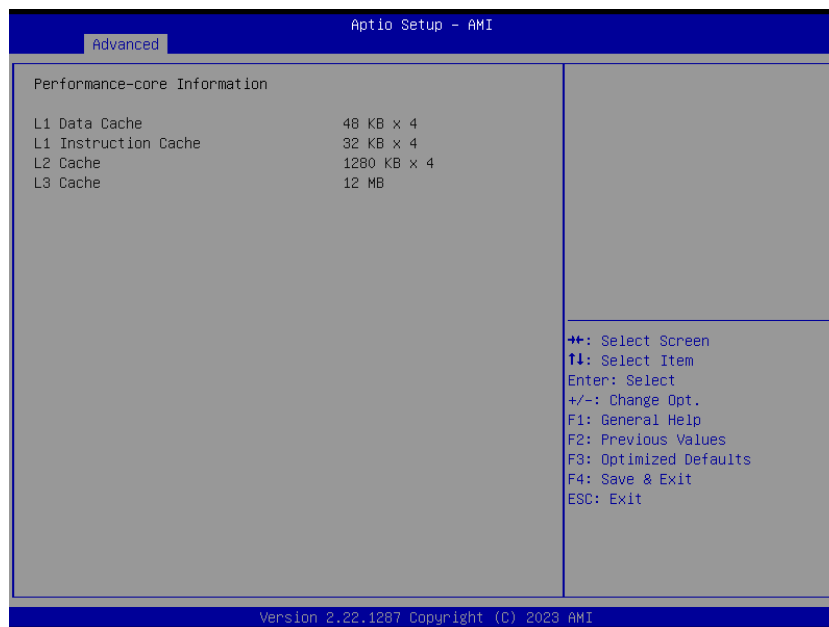 Aptio Setup – AMI
Advanced
Performance-core Information
L1 Data Cache 48 KB x 4
L1 Instruction Cache 32 KB x 4
L2 Cache 1280 KB x 4
L3 Cache 12 MB
→←: Select Screen
↑↓: Select Item
Enter: Select
+/-: Change Opt.
F1: General Help
F2: Previous Values
F3: Optimized Defaults
F4: Save & Exit
ESC: Exit
Version 2.22.1287 Copyright (C) 2023 AMI